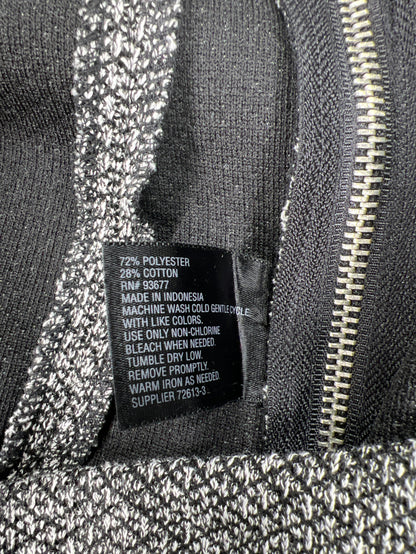 72% POLYESTER
28% COTTON
RN# 93677
MADE IN INDONESIA
MACHINE WASH COLD GENTLE CYCLE
WITH LIKE COLORS.
USE ONLY NON-CHLORINE
BLEACH WHEN NEEDED.
TUMBLE DRY LOW.
REMOVE PROMPTLY.
WARM IRON AS NEEDED.
SUPPLIER 72613-3